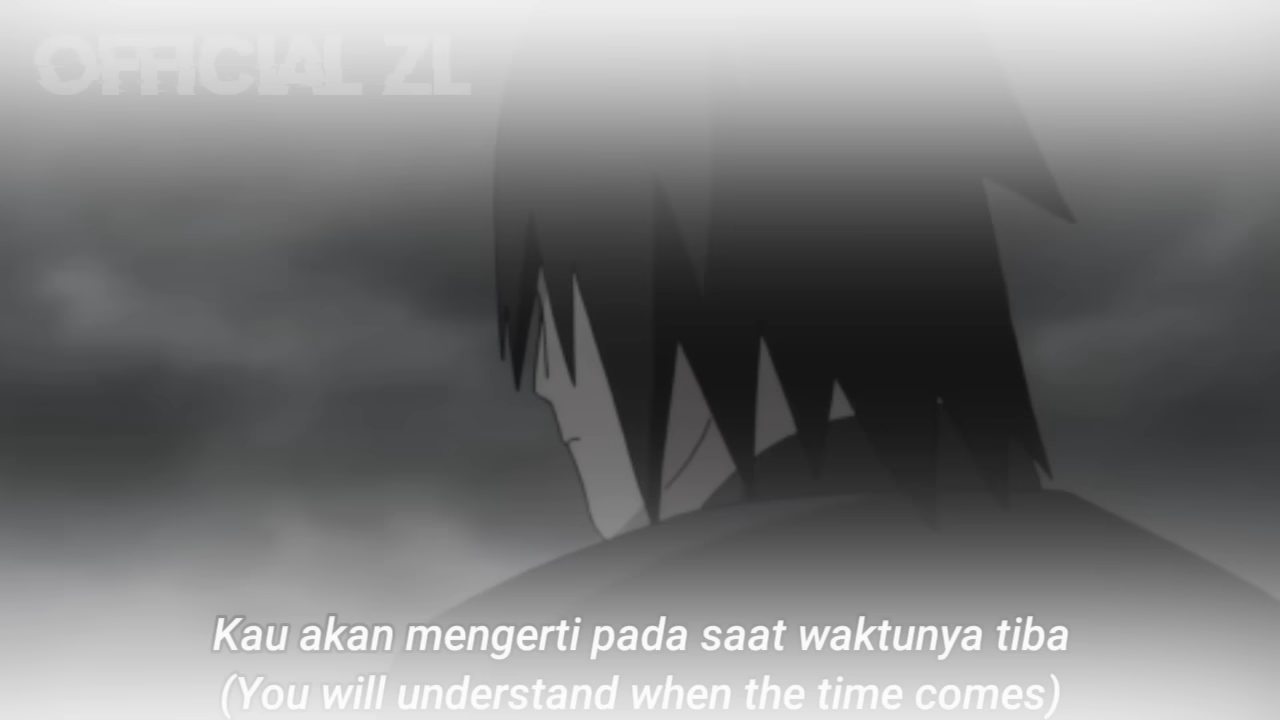 OFFICIAL ZL
Kau akan mengerti pada saat waktunya tiba
(You will understand when the time comes)